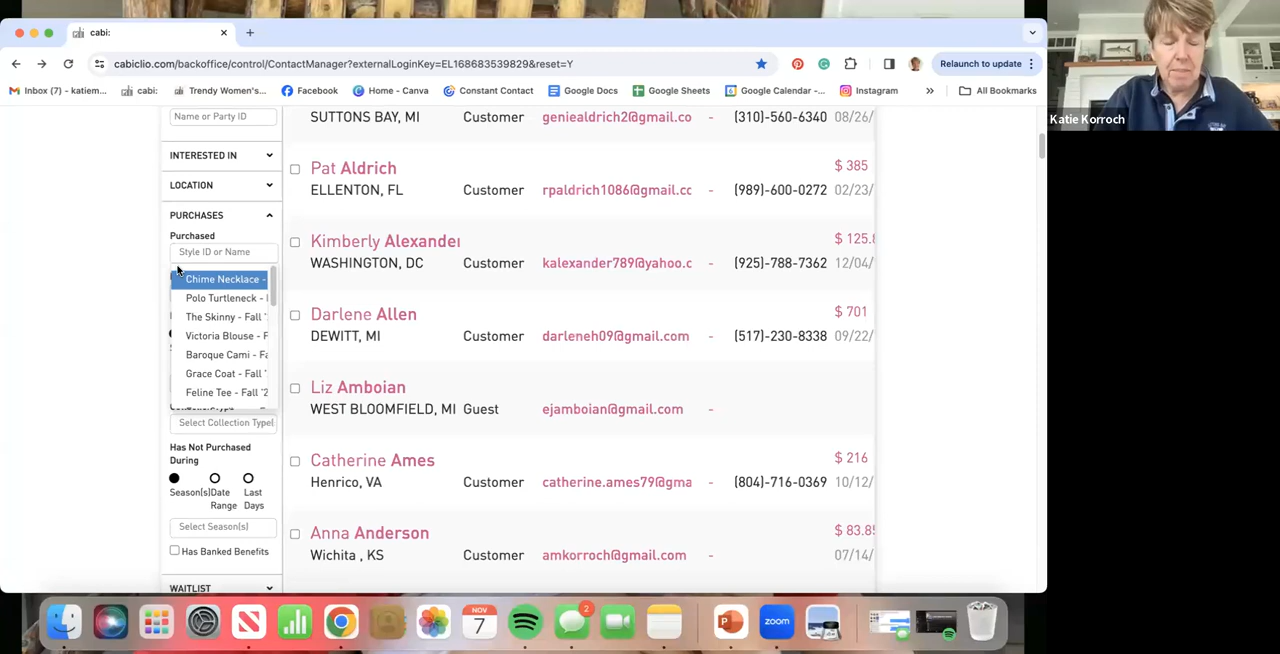 cabi:
cabiclio.com/backoffice/control/ContactManager?externalLoginKey=EL168683539829&reset=Y
Relaunch to update
Inbox (7) - katiem...
cabi:
Trendy Women's...
Facebook
Home - Canva
Constant Contact
Google Docs
Google Sheets
Google Calendar -...
Instagram
All Bookmarks
Katie Korroch
Name or Party ID
INTERESTED IN
LOCATION
PURCHASES
Purchased
Style ID or Name
Chime Necklace -
Polo Turtleneck -
The Skinny - Fall '
Victoria Blouse - F
Baroque Cami - Fa
Grace Coat - Fall '
Feline Tee - Fall '2
Select Collection Type(
Has Not Purchased
During
Season(s) Date Range Last Days
Select Season(s)
Has Banked Benefits
WAITLIST
SUTTONS BAY, MI Customer geniealdrich2@gmail.co - (310)-560-6340 08/26/
Pat Aldrich $ 385
ELLENTON, FL Customer rpaldrich1086@gmail.cc - (989)-600-0272 02/23/
Kimberly Alexander $ 125.8
WASHINGTON, DC Customer kalexander789@yahoo.c - (925)-788-7362 12/04/
Darlene Allen $ 701
DEWITT, MI Customer darleneh09@gmail.com - (517)-230-8338 09/22/
Liz Amboian
WEST BLOOMFIELD, MI Guest ejamboian@gmail.com -
Catherine Ames $ 216
Henrico, VA Customer catherine.ames79@gma - (804)-716-0369 10/12/
Anna Anderson $ 83.85
Wichita , KS Customer amkorroch@gmail.com - 07/14/
NOV
7
2
zoom